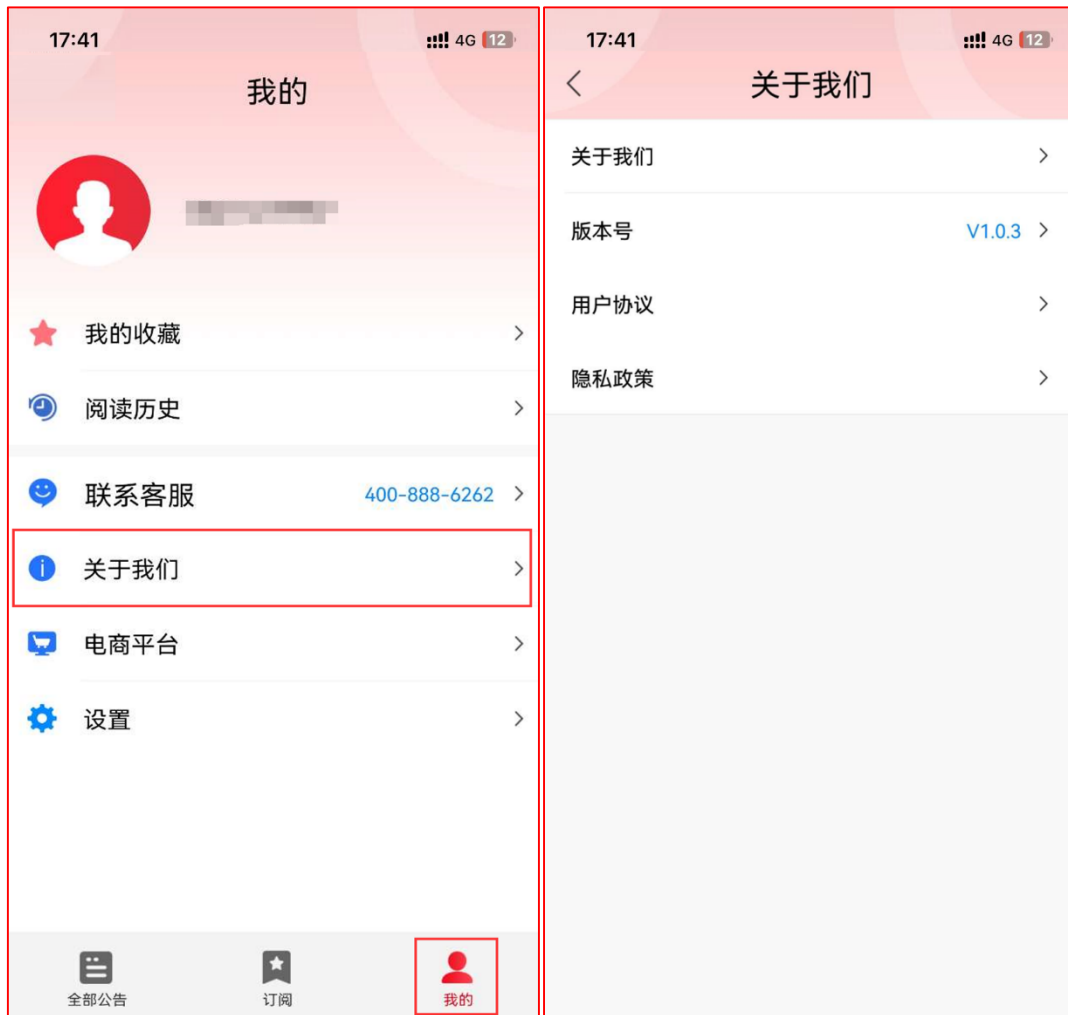 17:41
4G 12
我的
我的收藏
阅读历史
联系客服 400-888-6262
关于我们
电商平台
设置
全部公告 订阅 我的
17:41
4G 12
关于我们
关于我们
版本号 V1.0.3
用户协议
隐私政策